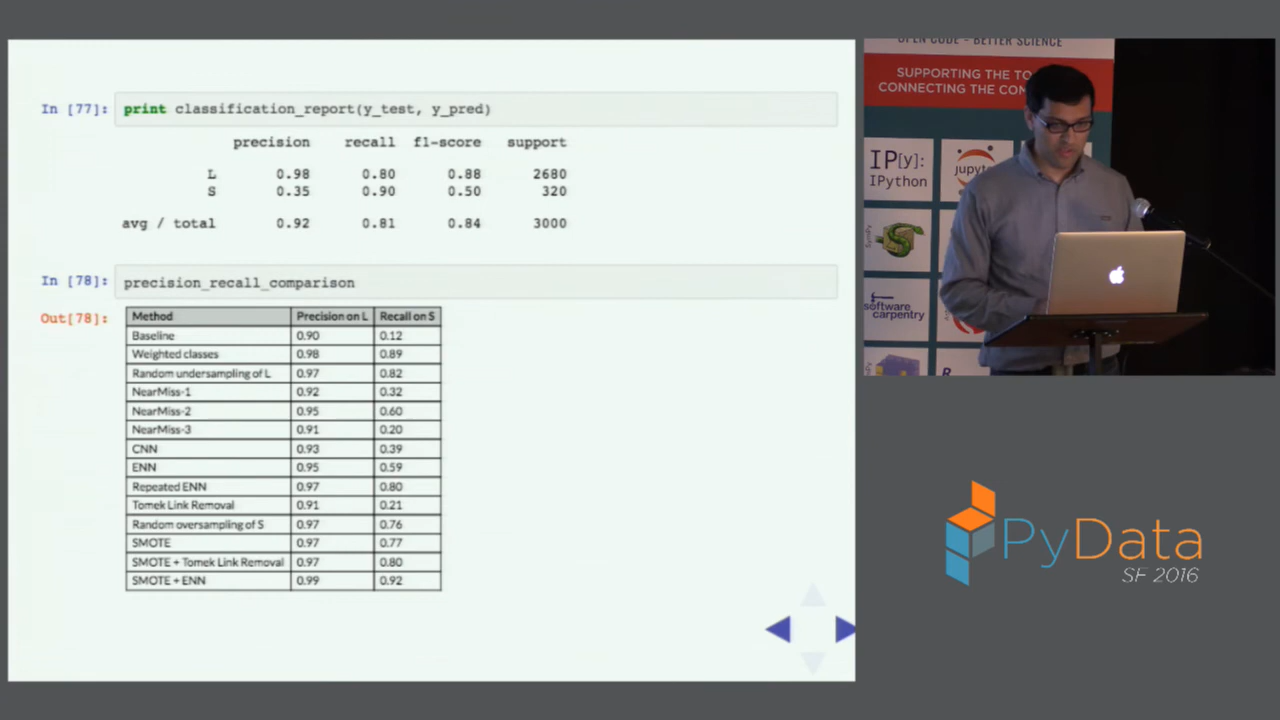 In [77]: print classification_report(y_test, y_pred)
precision recall f1-score support
L 0.98 0.80 0.88 2680
S 0.35 0.90 0.50 320
avg / total 0.92 0.81 0.84 3000
In [78]: precision_recall_comparison
Out[78]:
Method Precision on L Recall on S
Baseline 0.90 0.12
Weighted classes 0.98 0.89
Random undersampling of L 0.97 0.82
NearMiss-1 0.92 0.32
NearMiss-2 0.95 0.60
NearMiss-3 0.91 0.20
CNN 0.93 0.39
ENN 0.95 0.59
Repeated ENN 0.97 0.80
Tomek Link Removal 0.91 0.21
Random oversampling of S 0.97 0.76
SMOTE 0.97 0.77
SMOTE + Tomek Link Removal 0.97 0.80
SMOTE + ENN 0.99 0.92
OPEN CODE - BETTER SCIENCE
SUPPORTING THE TO
CONNECTING THE COM
IP[y]:
IPython
jupyte
software
carpentry
R
PyData
SF 2016